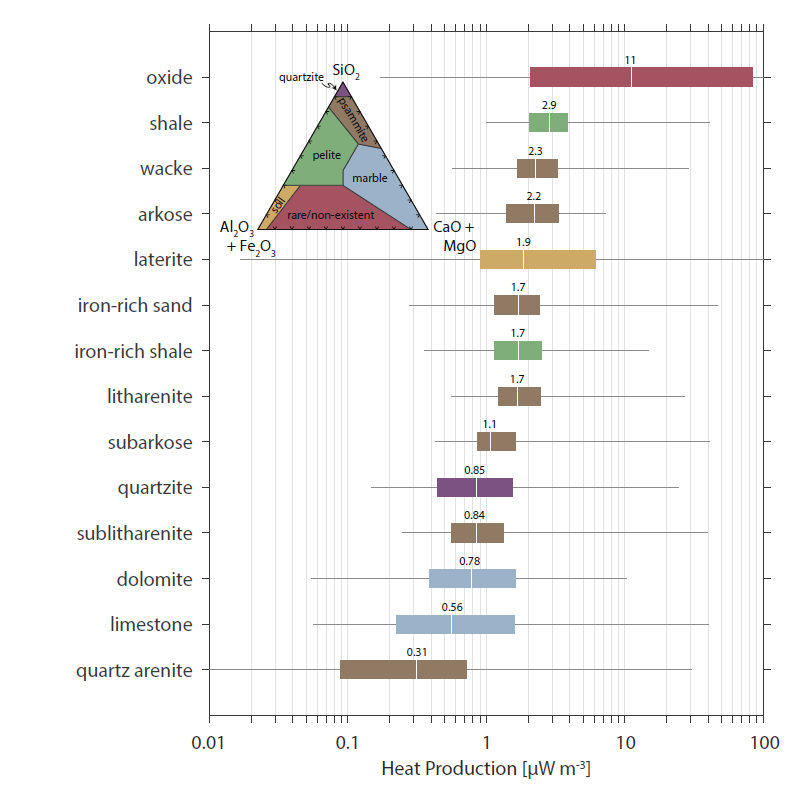 oxide
11
quartzite
SiO2
shale
2.9
psammite
wacke
2.3
pelite
marble
arkose
2.2
soil
rare/non-existent
Al2O3
+ Fe2O3
CaO +
MgO
laterite
1.9
iron-rich sand
1.7
iron-rich shale
1.7
litharenite
1.7
subarkose
1.1
quartzite
0.85
sublitharenite
0.84
dolomite
0.78
limestone
0.56
quartz arenite
0.31
0.01 0.1 1 10 100
Heat Production [µW m-3]